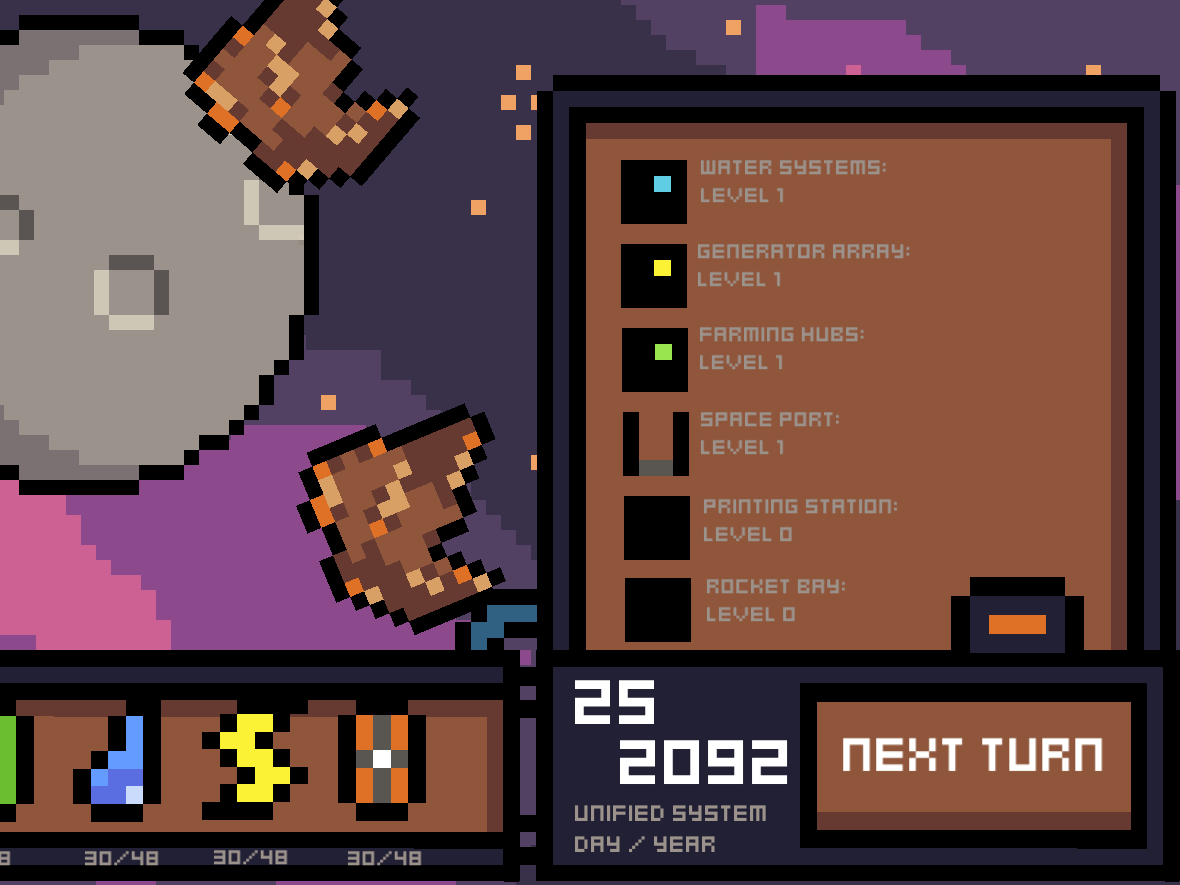 WATER SYSTEMS:
LEVEL 1
GENERATOR ARRAY:
LEVEL 1
FARMING HUBS:
LEVEL 1
SPACE PORT:
LEVEL 1
PRINTING STATION:
LEVEL 0
ROCKET BAY:
LEVEL 0
25
2092
UNIFIED SYSTEM
DAY / YEAR
NEXT TURN
8 30/48 30/48 30/48